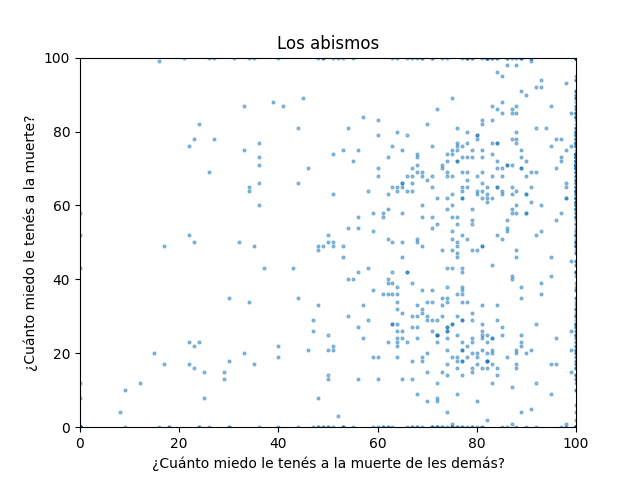 Los abismos
100
80
60
40
20
0
¿Cuánto miedo le tenés a la muerte?
0 20 40 60 80 100
¿Cuánto miedo le tenés a la muerte de les demás?